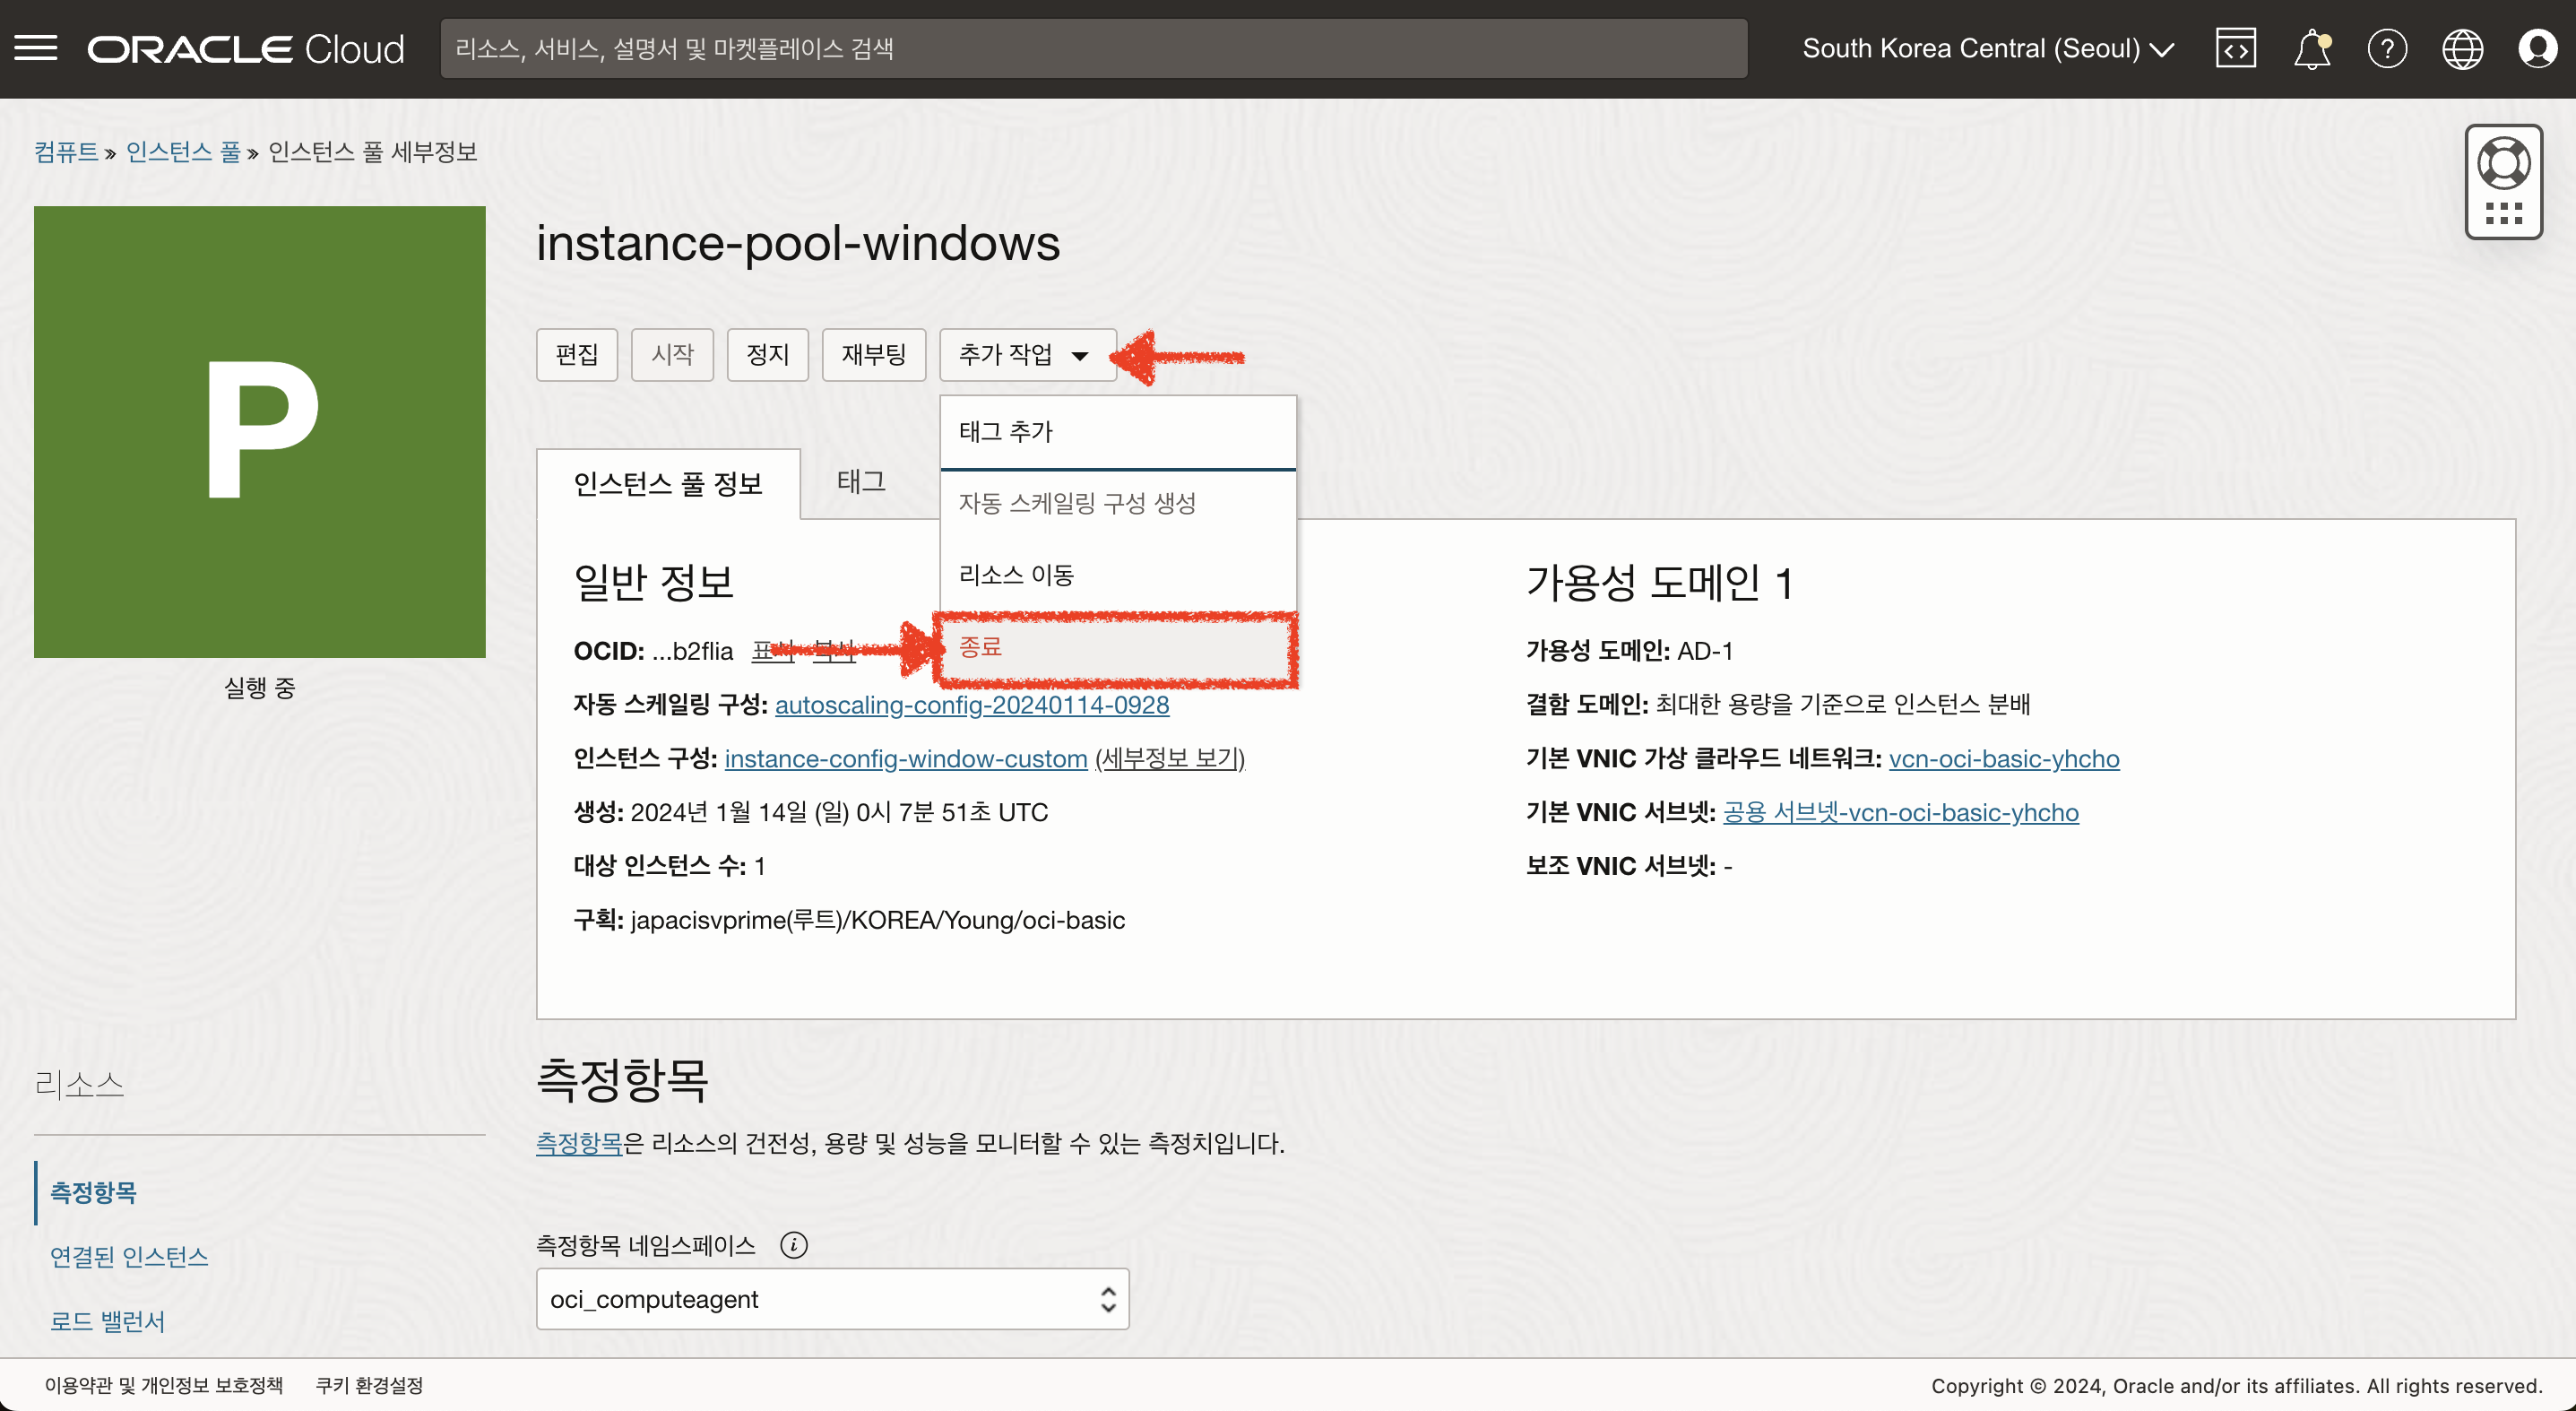 ORACLE Cloud
리소스, 서비스, 설명서 및 마켓플레이스 검색
South Korea Central (Seoul)
컴퓨트 » 인스턴스 풀 » 인스턴스 풀 세부정보
P
실행 중
instance-pool-windows
편집
시작
정지
재부팅
추가 작업
태그 추가
자동 스케일링 구성 생성
리소스 이동
종료
인스턴스 풀 정보
태그
일반 정보
OCID: ...b2flia
자동 스케일링 구성: autoscaling-config-20240114-0928
인스턴스 구성: instance-config-window-custom (세부정보 보기)
생성: 2024년 1월 14일 (일) 0시 7분 51초 UTC
대상 인스턴스 수: 1
구획: japacisvprime(루트)/KOREA/Young/oci-basic
가용성 도메인 1
가용성 도메인: AD-1
결함 도메인: 최대한 용량을 기준으로 인스턴스 분배
기본 VNIC 가상 클라우드 네트워크: vcn-oci-basic-yhcho
기본 VNIC 서브넷: 공용 서브넷-vcn-oci-basic-yhcho
보조 VNIC 서브넷: -
리소스
측정항목
연결된 인스턴스
로드 밸런서
측정항목
측정항목은 리소스의 건전성, 용량 및 성능을 모니터할 수 있는 측정치입니다.
측정항목 네임스페이스
oci_computeagent
이용약관 및 개인정보 보호정책
쿠키 환경설정
Copyright © 2024, Oracle and/or its affiliates. All rights reserved.